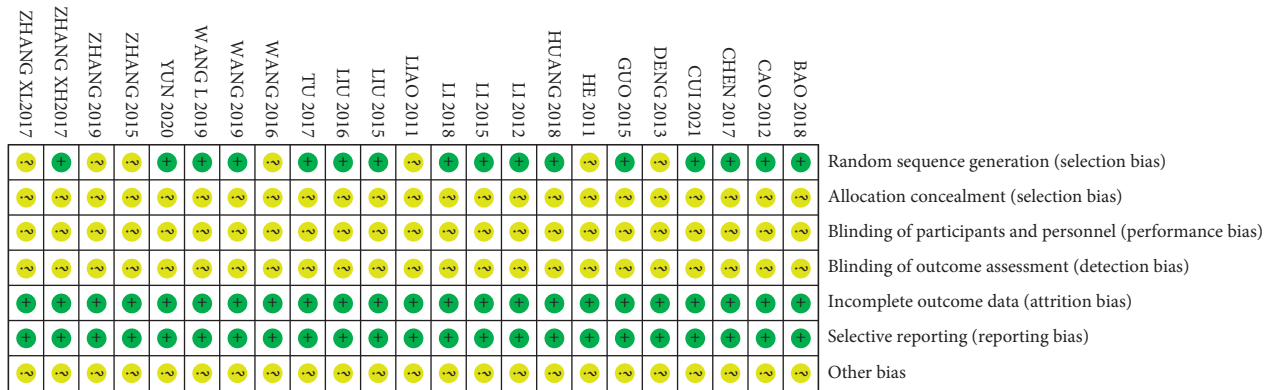 ZHANG XL2017
ZHANG XH2017
ZHANG 2019
ZHANG 2015
YUN 2020
WANG L 2019
WANG 2019
WANG 2016
TU 2017
LIU 2016
LIU 2015
LIAO 2011
LI 2018
LI 2015
LI 2012
HUANG 2018
HE 2011
GUO 2015
DENG 2013
CUI 2021
CHEN 2017
CAO 2012
BAO 2018
? + ? ? + + + ? + + + ? + + + + ? + ? + + + + Random sequence generation (selection bias)
? ? ? ? ? ? ? ? ? ? ? ? ? ? ? ? ? ? ? ? ? ? ? Allocation concealment (selection bias)
? ? ? ? ? ? ? ? ? ? ? ? ? ? ? ? ? ? ? ? ? ? ? Blinding of participants and personnel (performance bias)
? ? ? ? ? ? ? ? ? ? ? ? ? ? ? ? ? ? ? ? ? ? ? Blinding of outcome assessment (detection bias)
+ + + + + + + + + + + + + + + + + + + + + + + Incomplete outcome data (attrition bias)
+ + + + + + + + + + + + + + + + + + + + + + + Selective reporting (reporting bias)
? ? ? ? ? ? ? ? ? ? ? ? ? ? ? ? ? ? ? ? ? ? ? Other bias